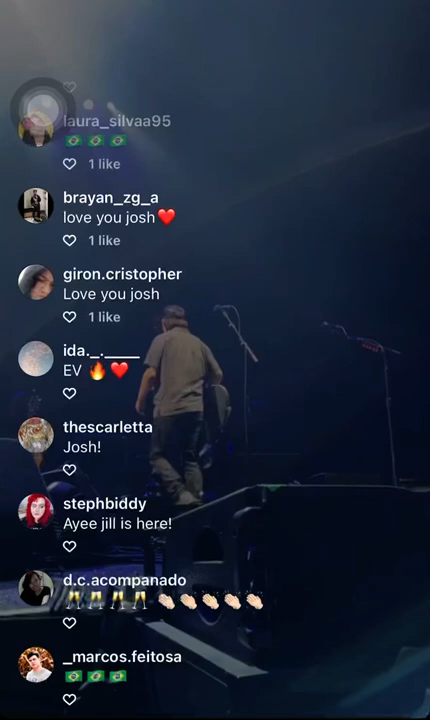 laura_silvaa95
🇧🇷 🇧🇷 🇧🇷
1 like
brayan_zg_a
love you josh❤️
1 like
giron.cristopher
Love you josh
1 like
ida._.____
EV 🔥❤️
thescarletta
Josh!
stephbiddy
Ayee jill is here!
d.c.acompanado
🥂🥂🥂🥂👏🏻👏🏻👏🏻👏🏻👏🏻
_marcos.feitosa
🇧🇷 🇧🇷 🇧🇷